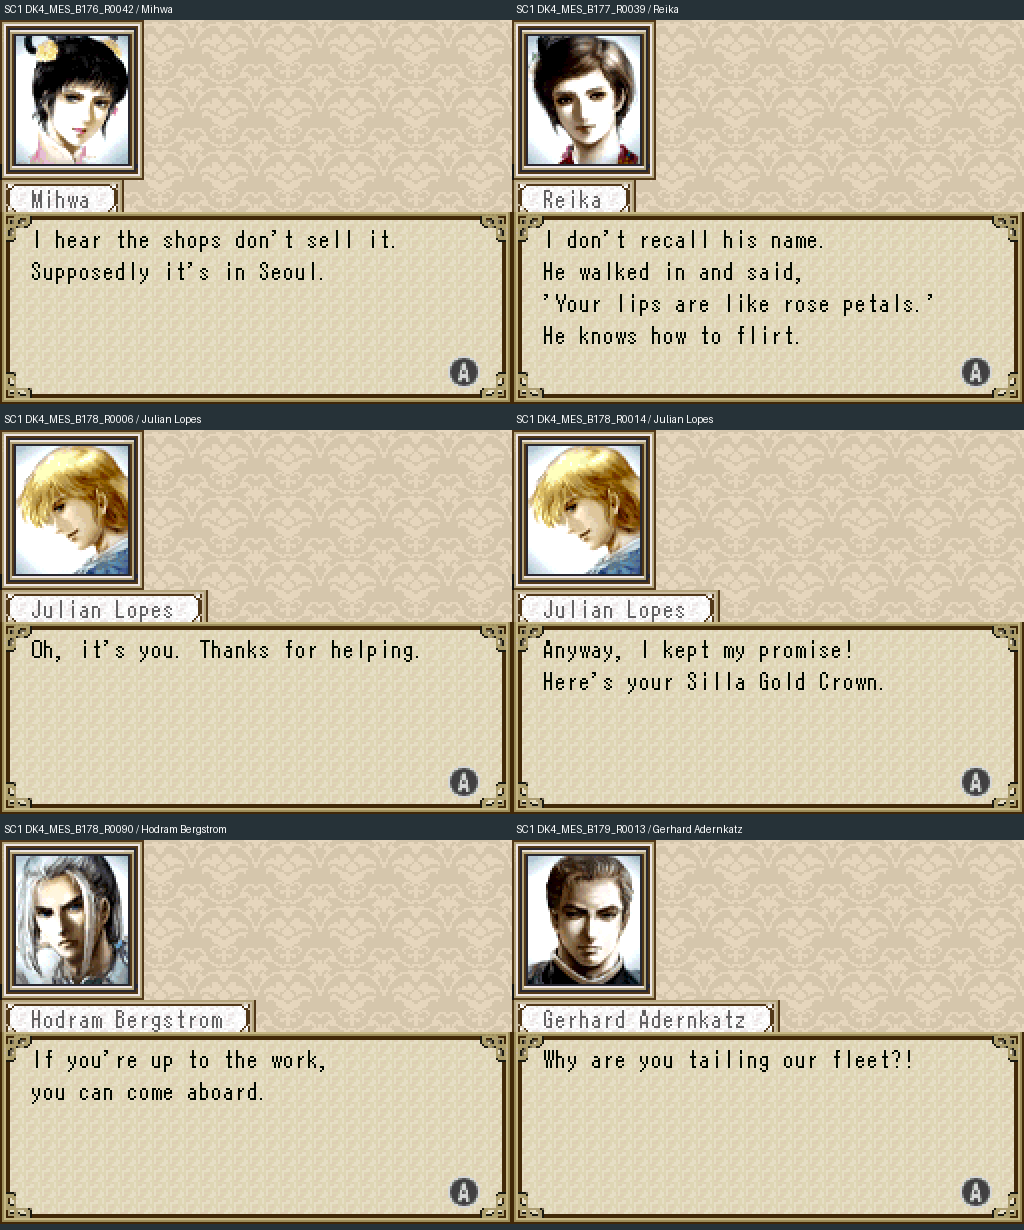 SC1 DK4_MES_B176_R0042 / Mihwa
Mihwa
I hear the shops don't sell it.
Supposedly it's in Seoul.
A
SC1 DK4_MES_B177_R0039 / Reika
Reika
I don't recall his name.
He walked in and said,
'Your lips are like rose petals.'
He knows how to flirt.
A
SC1 DK4_MES_B178_R0006 / Julian Lopes
Julian Lopes
Oh, it's you. Thanks for helping.
A
SC1 DK4_MES_B178_R0014 / Julian Lopes
Julian Lopes
Anyway, I kept my promise!
Here's your Silla Gold Crown.
A
SC1 DK4_MES_B178_R0090 / Hodram Bergstrom
Hodram Bergstrom
If you're up to the work,
you can come aboard.
A
SC1 DK4_MES_B179_R0013 / Gerhard Adernkatz
Gerhard Adernkatz
Why are you tailing our fleet?!
A